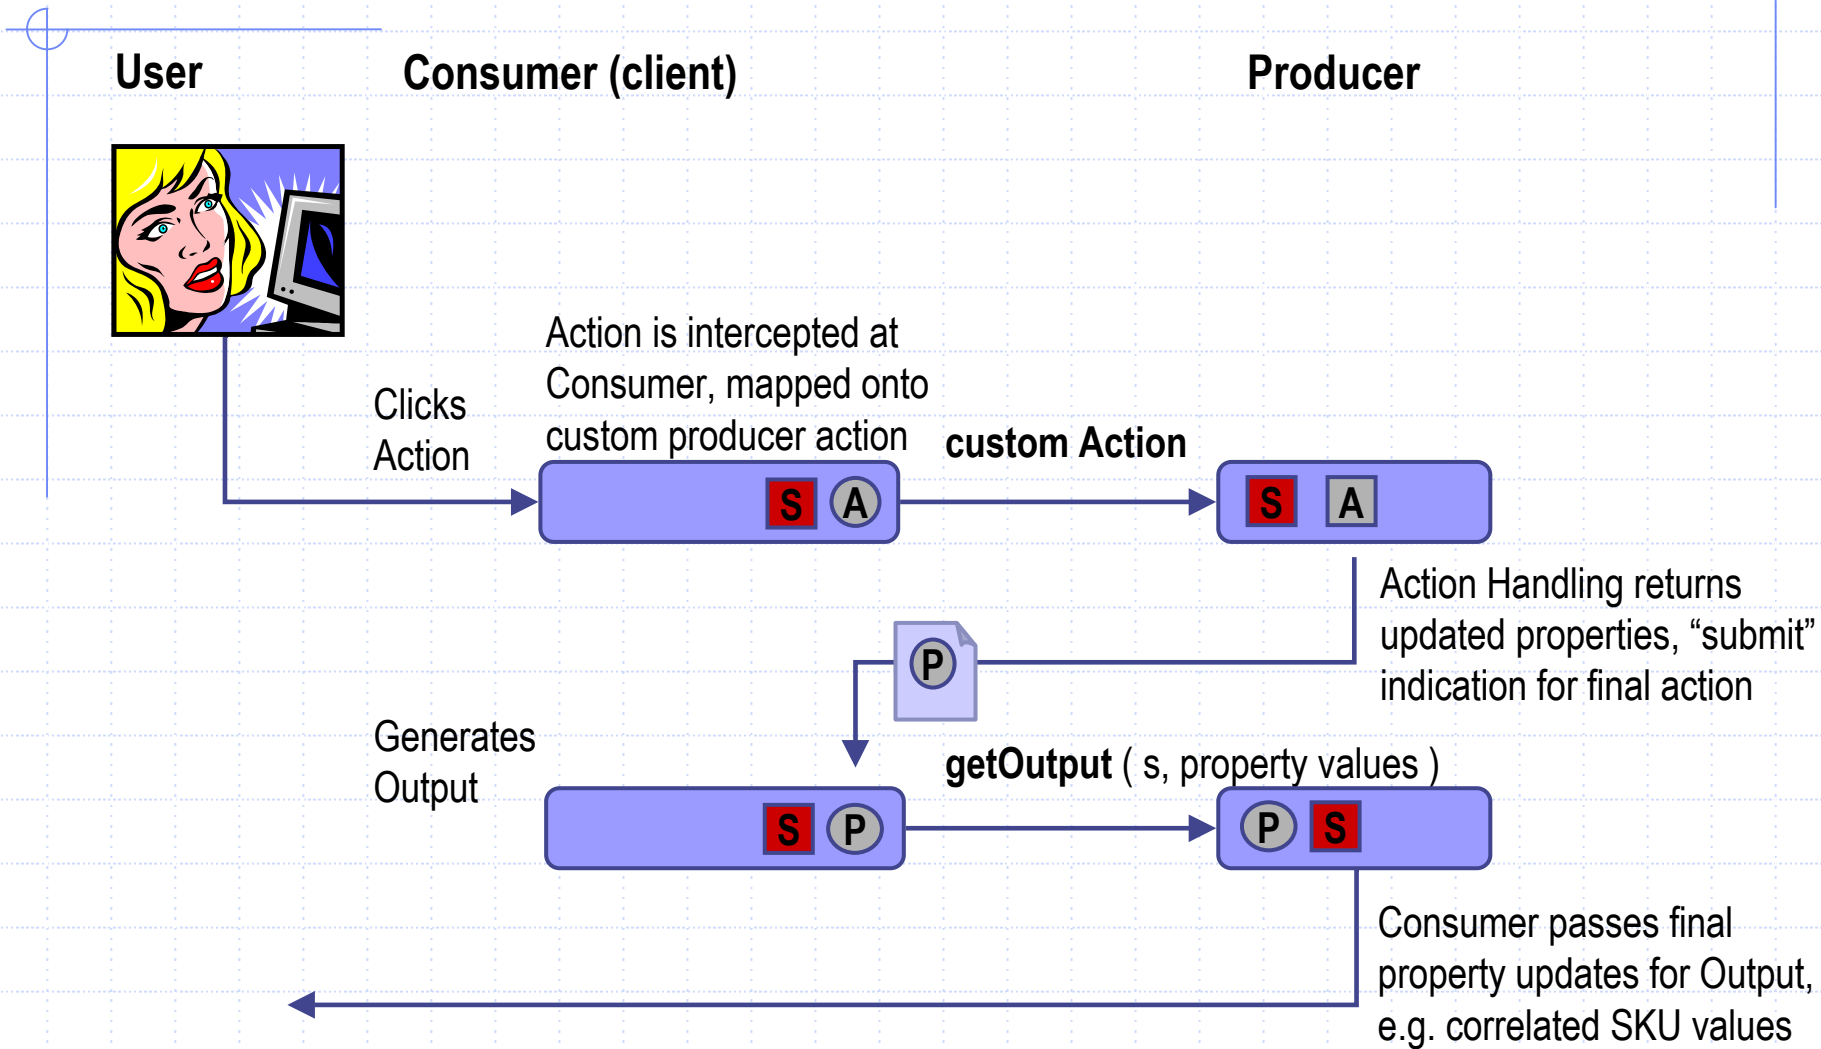 User
Consumer (client)
Producer
Action is intercepted at
Consumer, mapped onto
custom producer action
Clicks
Action
custom Action
S
A
S
A
Action Handling returns
updated properties, “submit”
indication for final action
P
Generates
Output
getOutput ( s, property values )
S
P
P
S
Consumer passes final
property updates for Output,
e.g. correlated SKU values